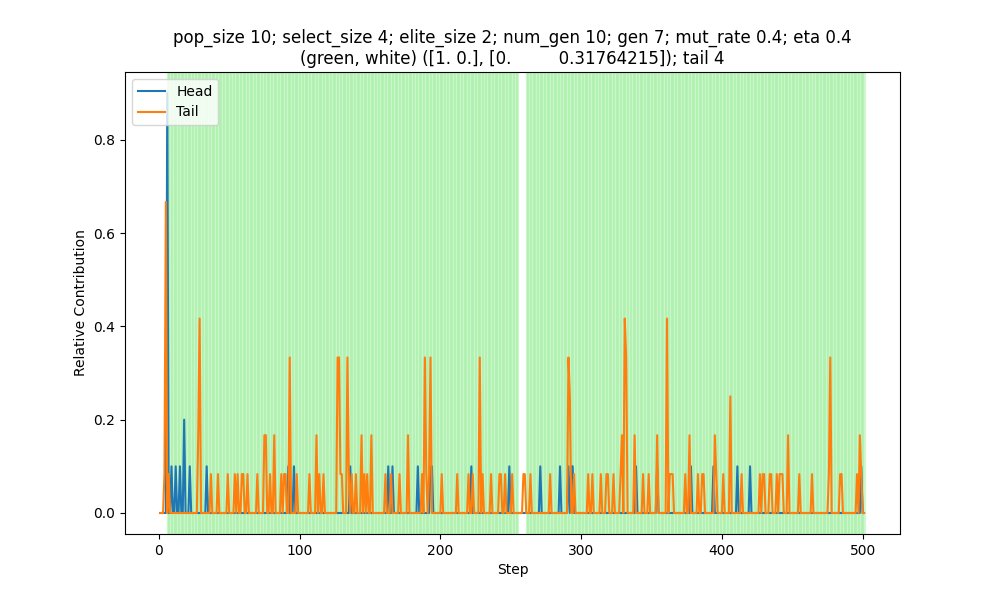 pop_size 10; select_size 4; elite_size 2; num_gen 10; gen 7; mut_rate 0.4; eta 0.4
(green, white) ([1. 0.], [0.          0.31764215]); tail 4
Head
Tail
0.8
0.6
0.4
0.2
0.0
Relative Contribution
0
100
200
300
400
500
Step